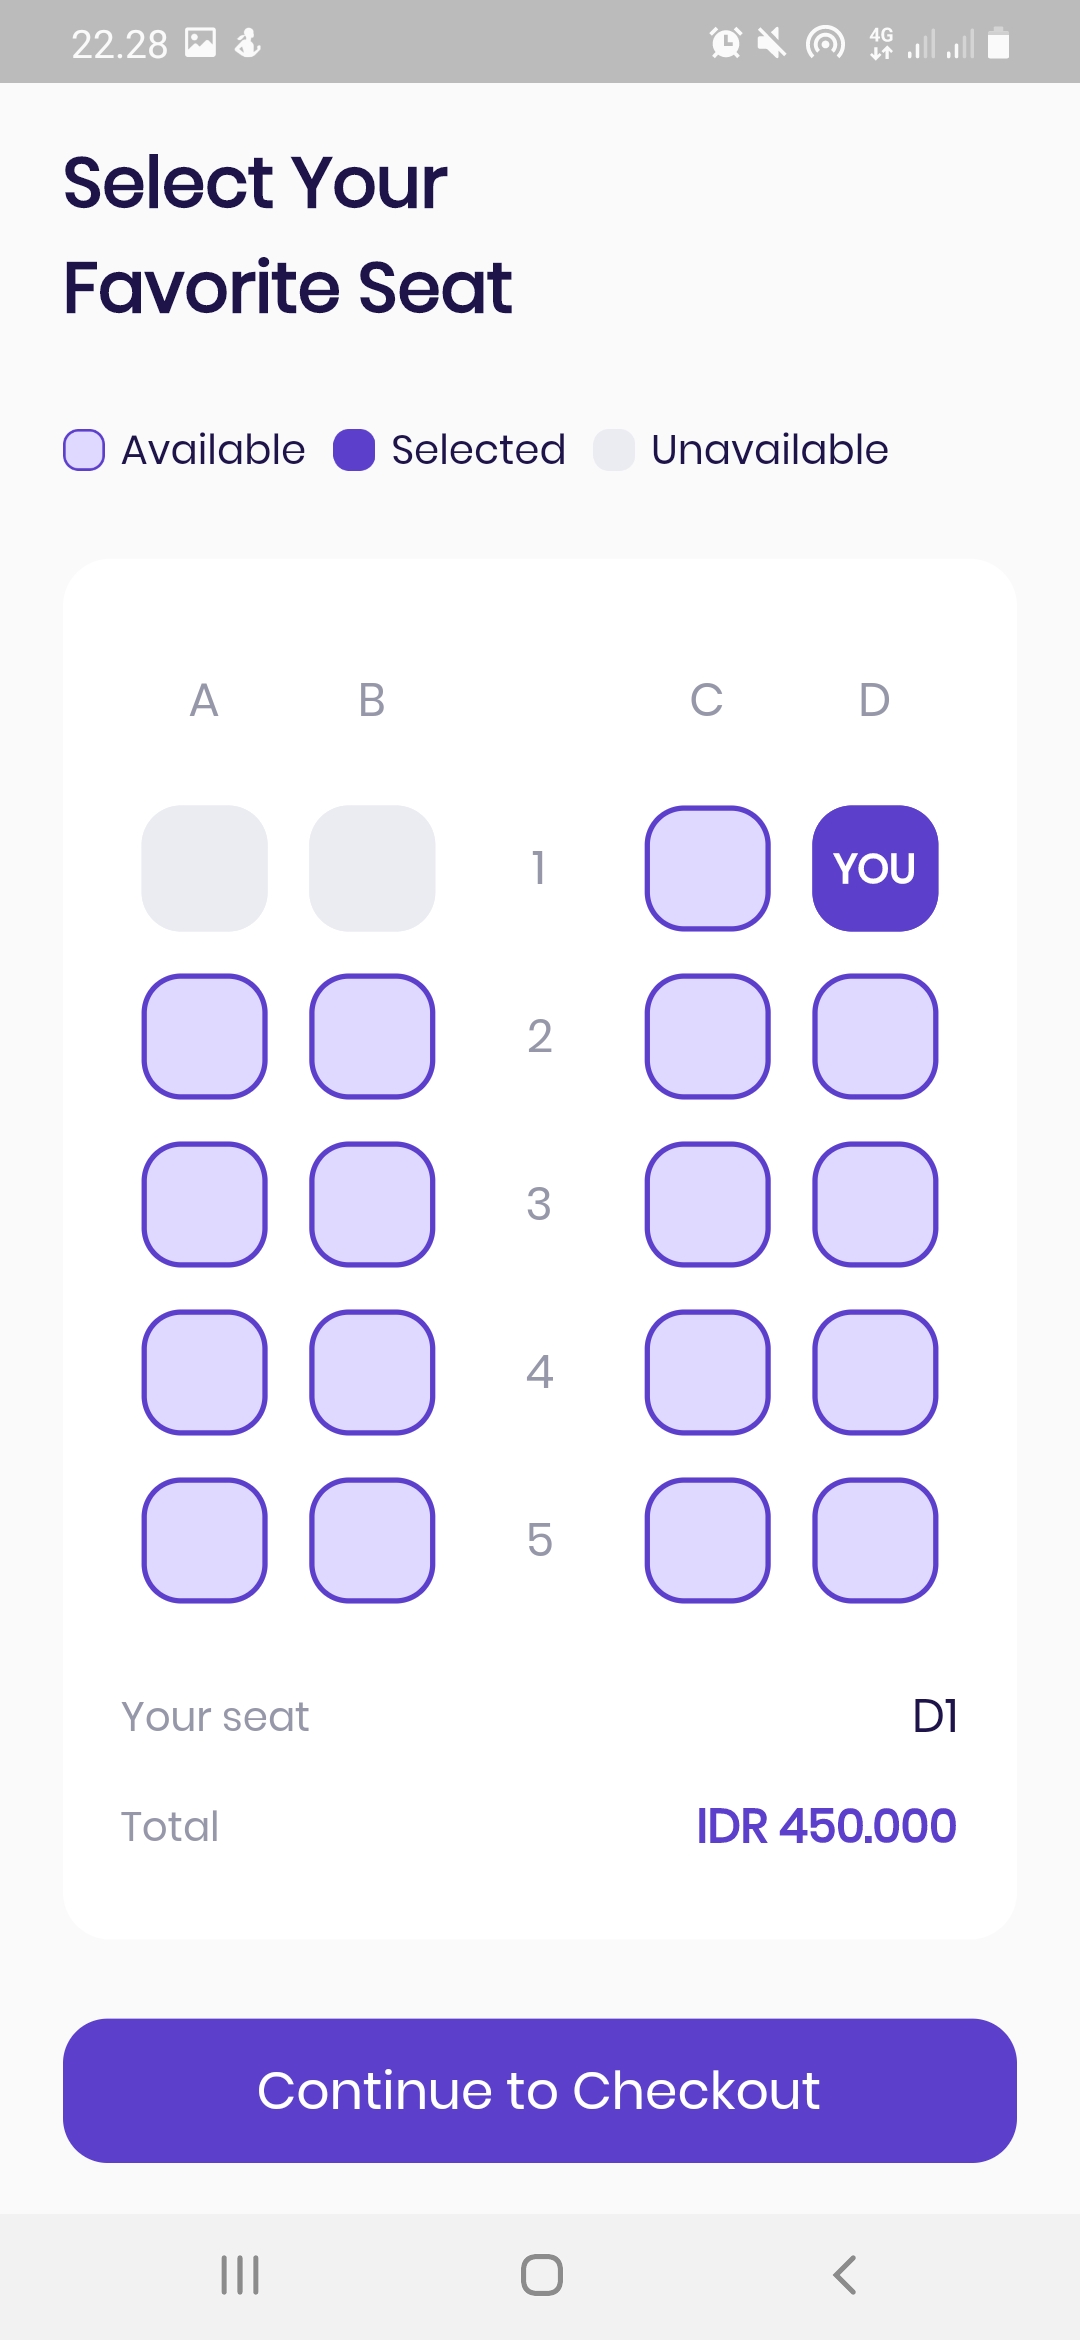 22.28 4G
Select Your
Favorite Seat
Available Selected Unavailable
A B C D
1 YOU
2
3
4
5
Your seat D1
Total IDR 450.000
Continue to Checkout